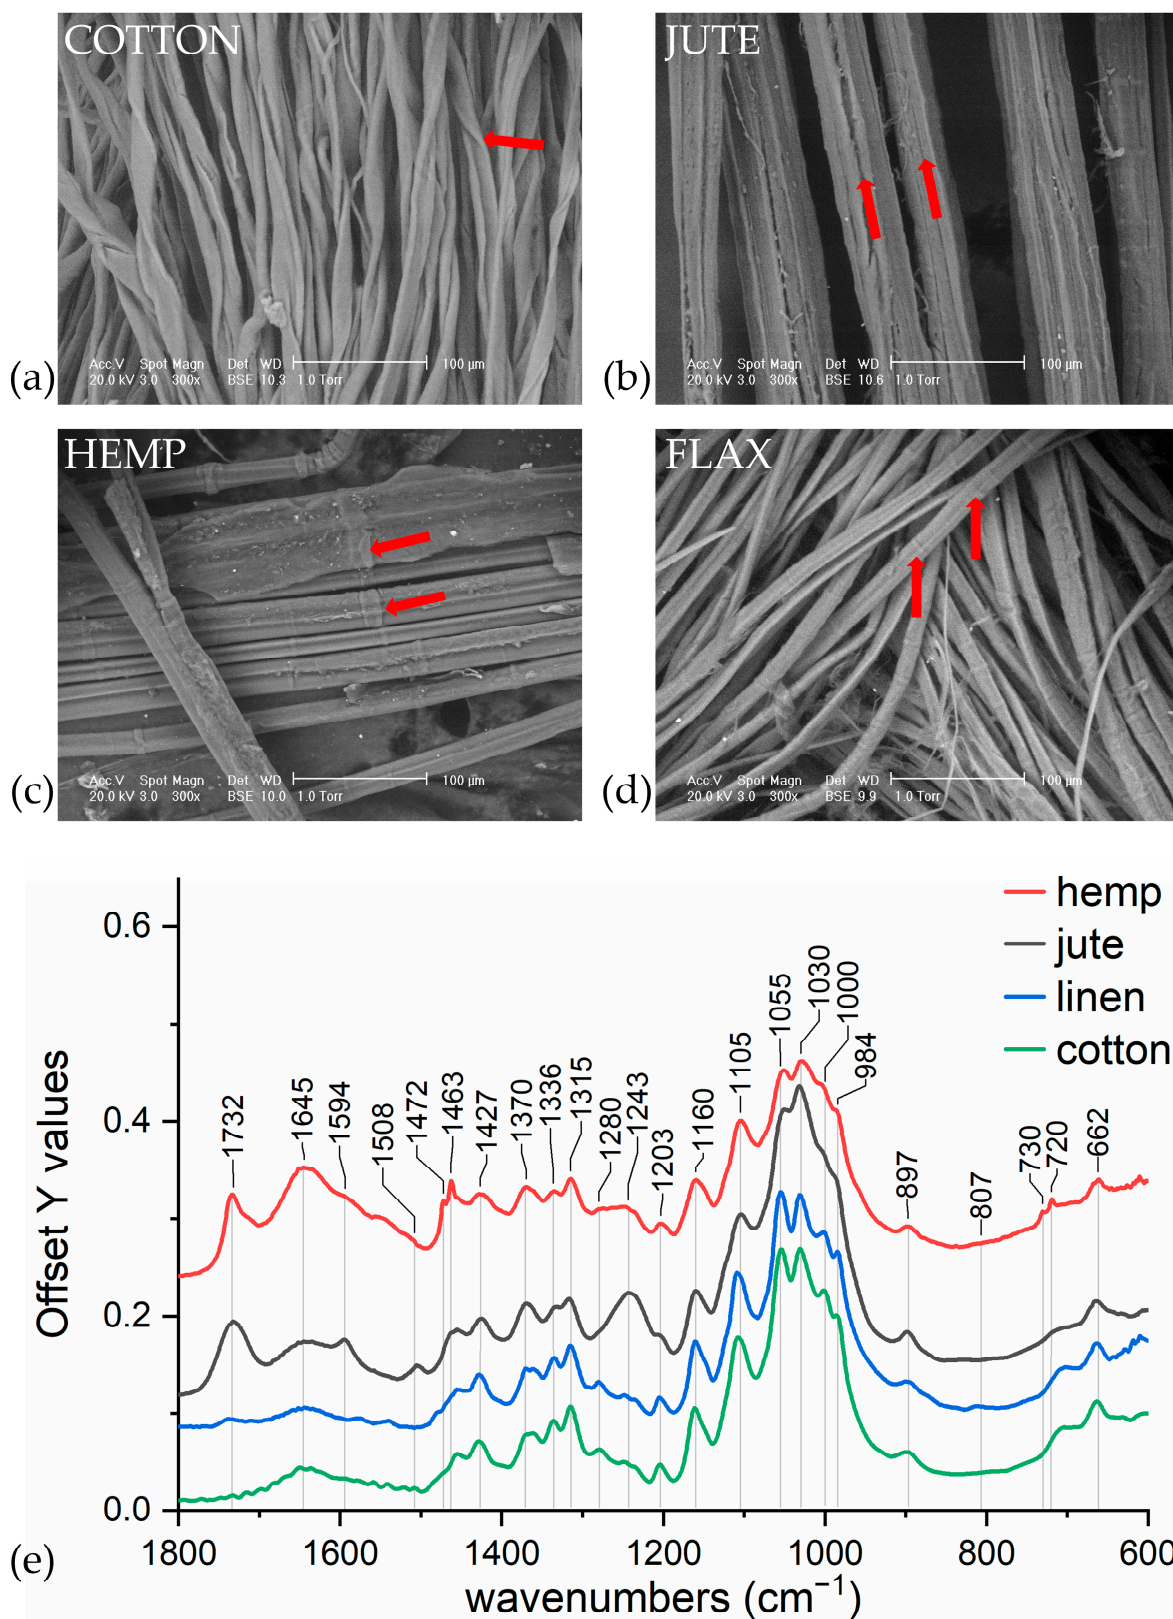 COTTON
Acc.V Spot Magn Det WD 100 µm
20.0 kV 3.0 300x BSE 10.3 1.0 Torr
(a)
JUTE
Acc.V Spot Magn Det WD 100 µm
20.0 kV 3.0 300x BSE 10.6 1.0 Torr
(b)
HEMP
Acc.V Spot Magn Det WD 100 µm
20.0 kV 3.0 300x BSE 10.0 1.0 Torr
(c)
FLAX
Acc.V Spot Magn Det WD 100 µm
20.0 kV 3.0 300x BSE 9.9 1.0 Torr
(d)
hemp
jute
linen
cotton
Offset Y values
0.6
0.4
0.2
0.0
1732
1645
1594
1508
1472
1463
1427
1370
1336
1315
1280
1243
1203
1160
1105
1055
1030
1000
984
897
807
730
720
662
1800 1600 1400 1200 1000 800 600
wavenumbers (cm⁻¹)
(e)